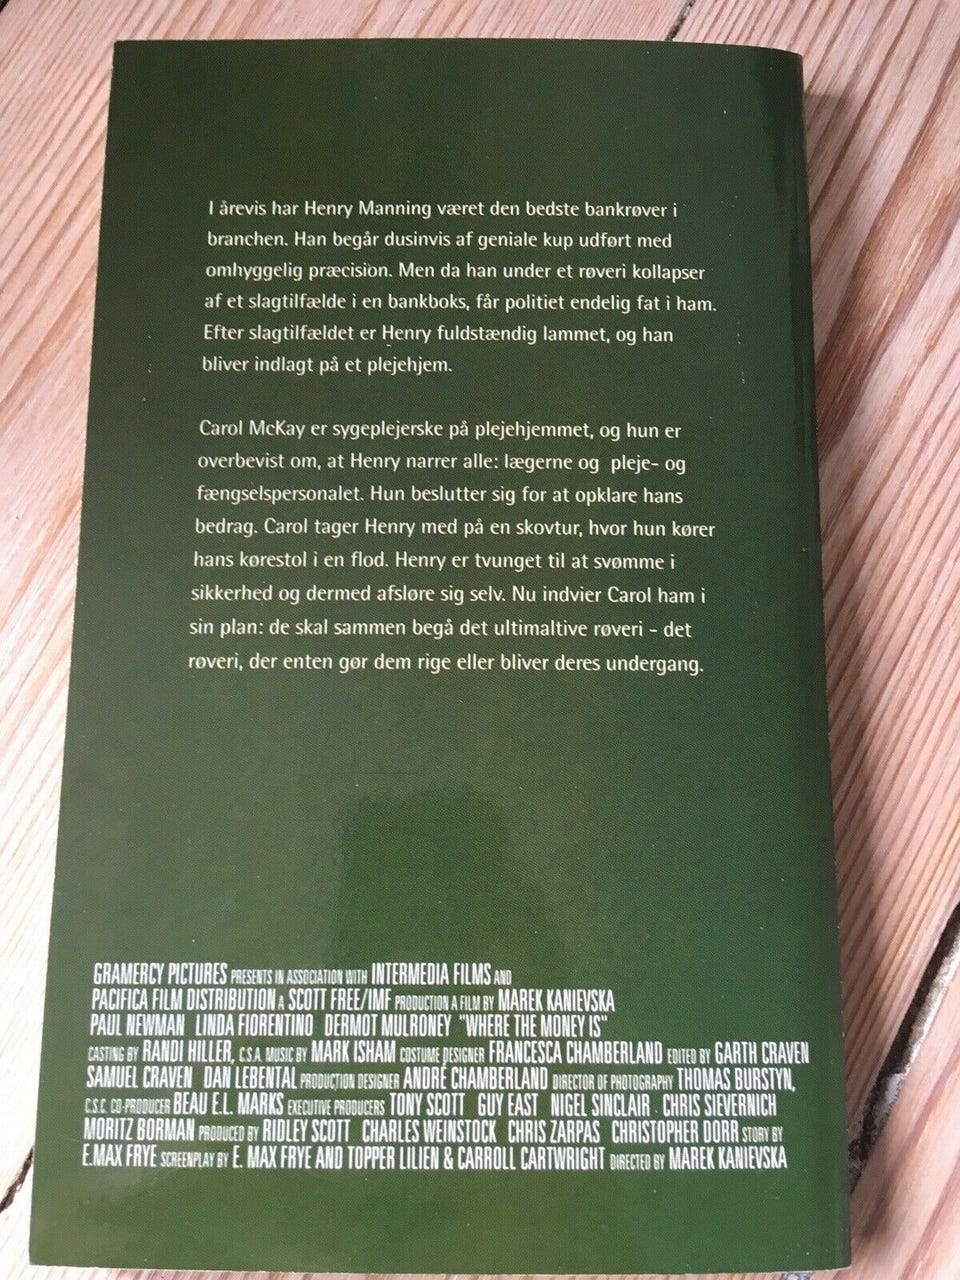 I årevis har Henry Manning været den bedste bankrøver i
branchen. Han begår dusinvis af geniale kup udført med
omhyggelig præcision. Men da han under et røveri kollapser
af et slagtilfælde i en bankboks, får politiet endelig fat i ham.
Efter slagtilfældet er Henry fuldstændig lammet, og han
bliver indlagt på et plejehjem.
Carol McKay er sygeplejerske på plejehjemmet, og hun er
overbevist om, at Henry narrer alle: lægerne og pleje- og
fængselspersonalet. Hun beslutter sig for at opklare hans
bedrag. Carol tager Henry med på en skovtur, hvor hun kører
hans kørestol i en flod. Henry er tvunget til at svømme i
sikkerhed og dermed afsløre sig selv. Nu indvier Carol ham i
sin plan: de skal sammen begå det ultimaltive røveri - det
røveri, der enten gør dem rige eller bliver deres undergang.
GRAMERCY PICTURES PRESENTS IN ASSOCIATION WITH INTERMEDIA FILMS AND
PACIFICA FILM DISTRIBUTION A SCOTT FREE/IMF PRODUCTION A FILM BY MAREK KANIEVSKA
PAUL NEWMAN LINDA FIORENTINO DERMOT MULRONEY "WHERE THE MONEY IS"
CASTING BY RANDI HILLER, C.S.A. MUSIC BY MARK ISHAM COSTUME DESIGNER FRANCESCA CHAMBERLAND EDITED BY GARTH CRAVEN
SAMUEL CRAVEN DAN LEBENTAL PRODUCTION DESIGNER ANDRÉ CHAMBERLAND DIRECTOR OF PHOTOGRAPHY THOMAS BURSTYN,
C.S.C. CO-PRODUCER BEAU E.L. MARKS EXECUTIVE PRODUCERS TONY SCOTT GUY EAST NIGEL SINCLAIR CHRIS SIEVERNICH
MORITZ BORMAN PRODUCED BY RIDLEY SCOTT CHARLES WEINSTOCK CHRIS ZARPAS CHRISTOPHER DORR STORY BY
E.MAX FRYE SCREENPLAY BY E. MAX FRYE AND TOPPER LILIEN & CARROLL CARTWRIGHT DIRECTED BY MAREK KANIEVSKA